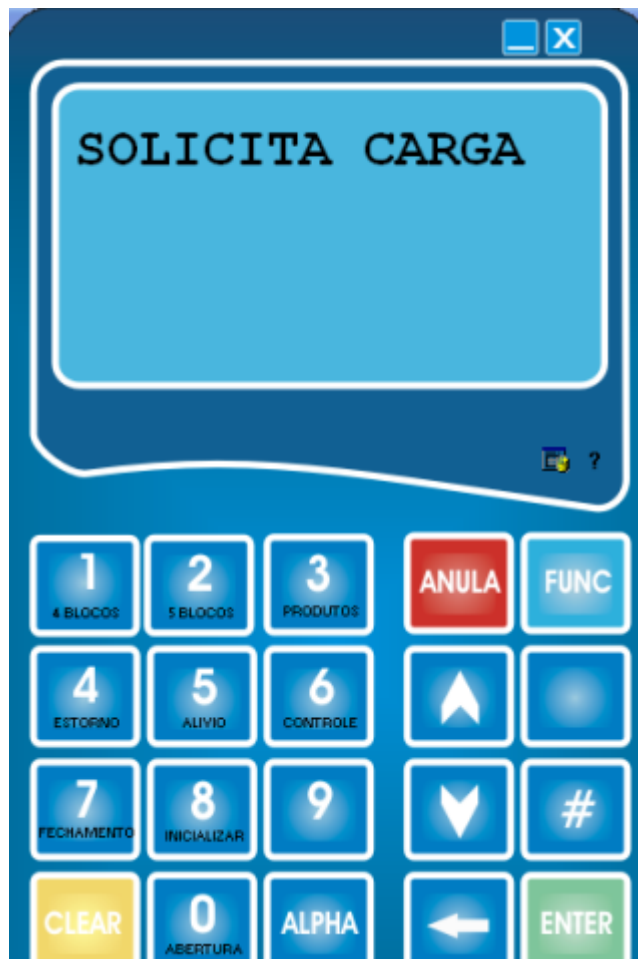 X
SOLICITA CARGA
?
1 2 3 ANULA FUNC
4 BLOCOS 5 BLOCOS PRODUTOS
4 5 6
ESTORNO ALIVIO CONTROLE
7 8 9 #
FECHAMENTO INICIALIZAR
CLEAR 0 ALPHA ENTER
ABERTURA